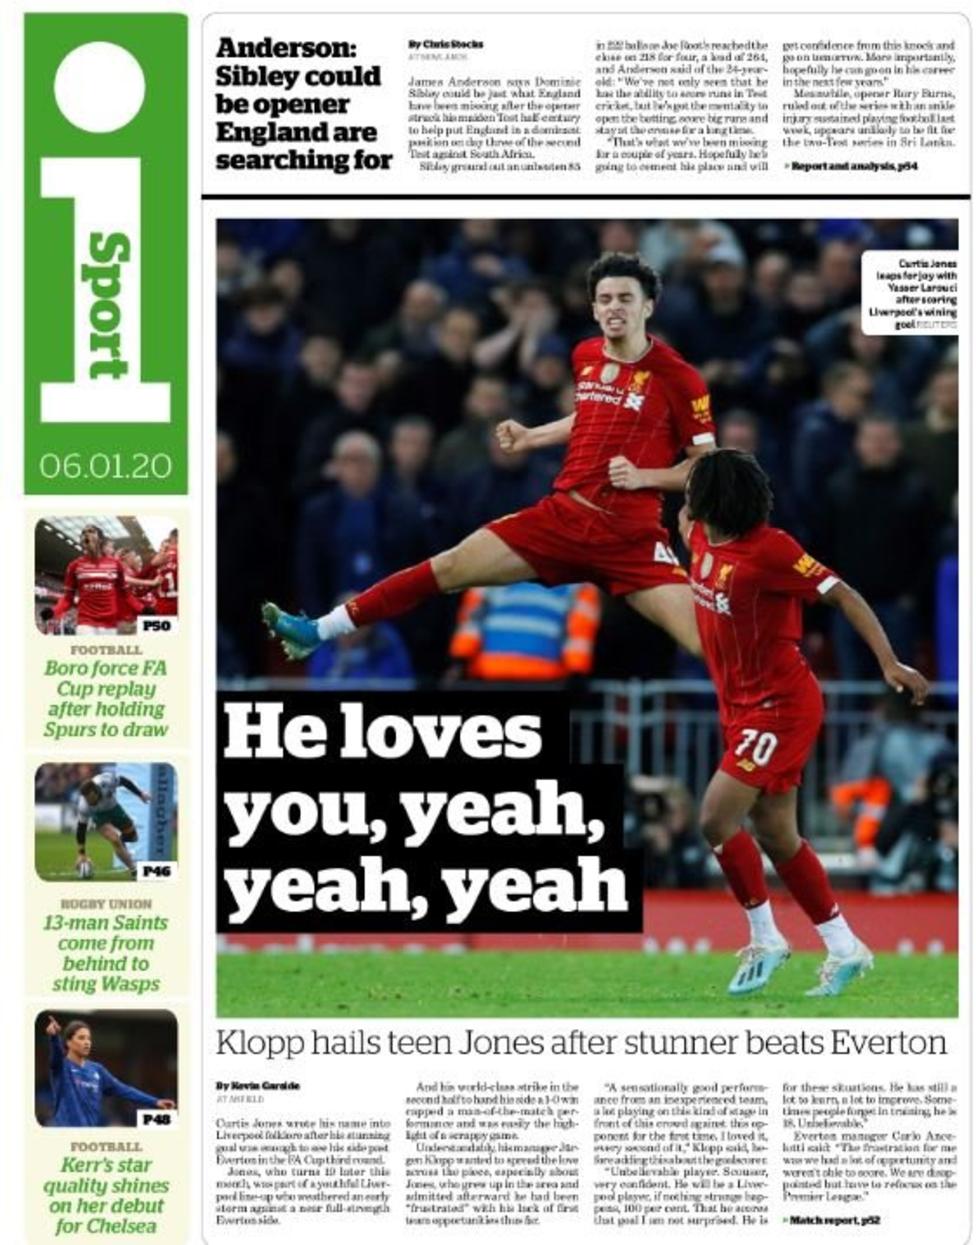 i
Sport
06.01.20
P50
FOOTBALL
Boro force FA
Cup replay
after holding
Spurs to draw
P46
RUGBY UNION
13-man Saints
come from
behind to
sting Wasps
P48
FOOTBALL
Kerr's star
quality shines
on her debut
for Chelsea
Anderson:
Sibley could
be opener
England are
searching for
By Chris Stocks
AT NEWLANDS
James Anderson says Dominic
Sibley could be just what England
have been missing after the opener
struck his maiden Test half-century
to help put England in a dominant
position on day three of the second
Test against South Africa.
Sibley ground out an unbeaten 85
in 222 balls as Joe Root's reached the
close on 218 for four, a lead of 264,
and Anderson said of the 24-year-
old: "We've not only seen that he
has the ability to score runs in Test
cricket, but he's got the mentality to
open the batting, score big runs and
stay at the crease for a long time.
"That's what we've been missing
for a couple of years. Hopefully he's
going to cement his place and will
get confidence from this knock and
go on tomorrow. More importantly,
hopefully he can go on in his career
in the next few years."
Meanwhile, opener Rory Burns,
ruled out of the series with an ankle
injury sustained playing football last
week, appears unlikely to be fit for
the two-Test series in Sri Lanka.
Report and analysis, p54
Curtis Jones
leaps for joy with
Yasser Larouci
after scoring
Liverpool's wining
goal REUTERS
70
He loves
you, yeah,
yeah, yeah
Klopp hails teen Jones after stunner beats Everton
By Kevin Garside
AT ANFIELD
Curtis Jones wrote his name into
Liverpool folklore after his stunning
goal was enough to see his side past
Everton in the FA Cup third round.
Jones, who turns 19 later this
month, was part of a youthful Liver-
pool line-up who weathered an early
storm against a near full-strength
Everton side.
And his world-class strike in the
second half to hand his side a 1-0 win
capped a man-of-the-match per-
formance and was easily the high-
light of a scrappy game.
Understandably, his manager Jür-
gen Klopp wanted to spread the love
across the piece, especially about
Jones, who grew up in the area and
admitted afterward he had been
"frustrated" with his lack of first
team opportunities thus far.
"A sensationally good perform-
ance from an inexperienced team,
a lot playing on this kind of stage in
front of this crowd against this op-
ponent for the first time. I loved it,
every second of it," Klopp said, be-
fore adding this about the goalscorer.
"Unbelievable player. Scouser,
very confident. He will be a Liver-
pool player, if nothing strange hap-
pens, 100 per cent. That he scores
that goal I am not surprised. He is
for these situations. He has still a
lot to learn, a lot to improve. Some-
times people forget in training, he is
18. Unbelievable."
Everton manager Carlo Ance-
lotti said: "The frustration for me
was we had a lot of opportunity and
weren't able to score. We are disap-
pointed but have to refocus on the
Premier League."
Match report, p52